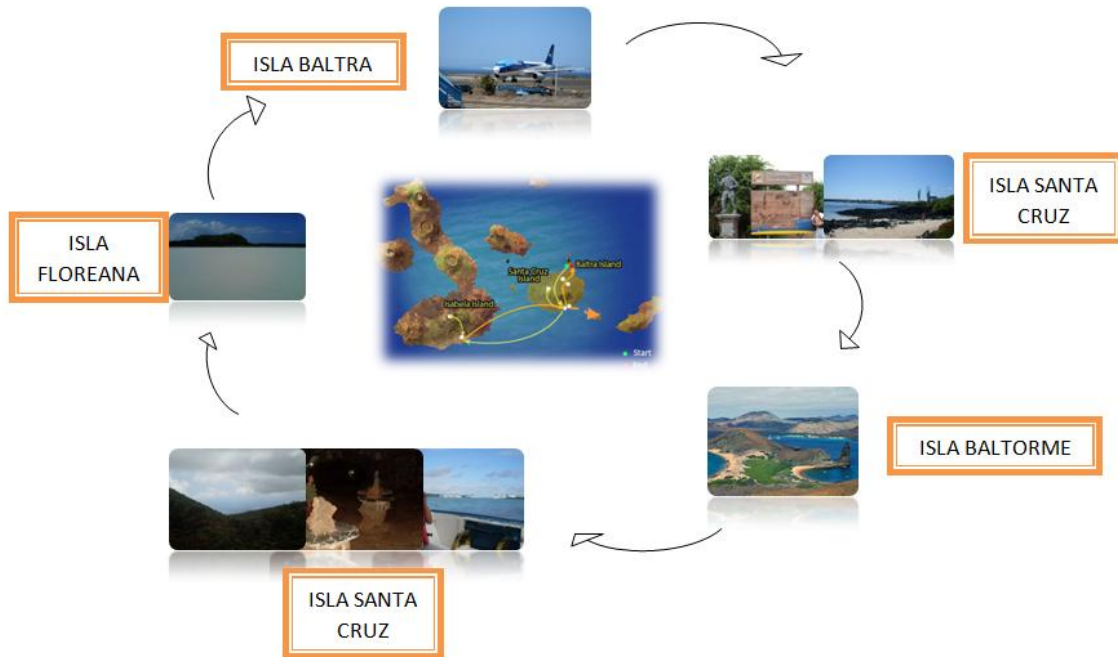 ISLA BALTRA
ISLA SANTA
CRUZ
ISLA
FLOREANA
Baltra Island
Santa Cruz
Island
Isabela Island
Start
ISLA BALTORME
ISLA SANTA
CRUZ